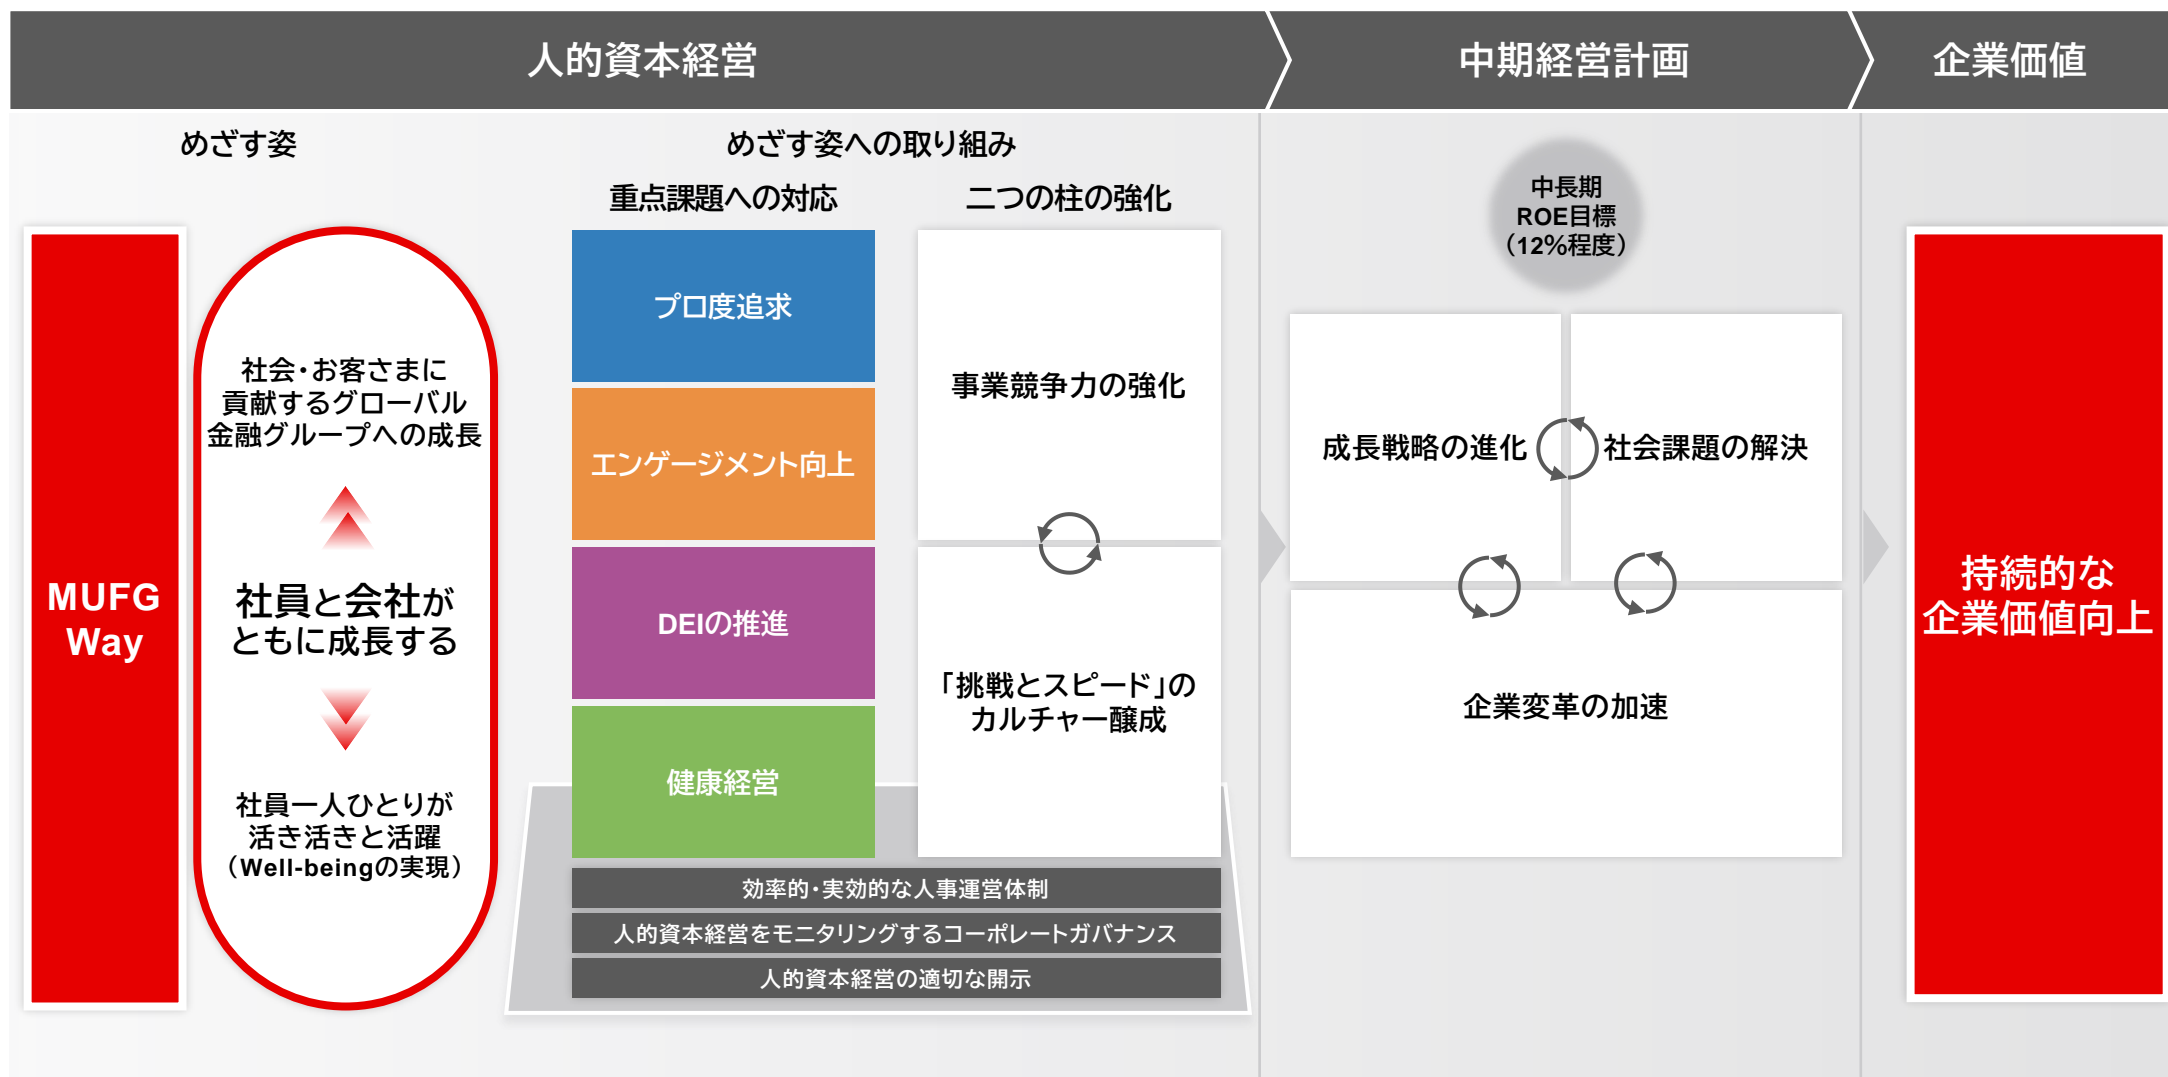 人的資本経営
中期経営計画
企業価値
めざす姿
めざす姿への取り組み
重点課題への対応
二つの柱の強化
MUFG
Way
社会・お客さまに
貢献するグローバル
金融グループへの成長
社員と会社が
ともに成長する
社員一人ひとりが
活き活きと活躍
（Well-beingの実現）
プロ度追求
エンゲージメント向上
DEIの推進
健康経営
事業競争力の強化
「挑戦とスピード」の
カルチャー醸成
効率的・実効的な人事運営体制
人的資本経営をモニタリングするコーポレートガバナンス
人的資本経営の適切な開示
中長期
ROE目標
（12％程度）
成長戦略の進化
社会課題の解決
企業変革の加速
持続的な
企業価値向上